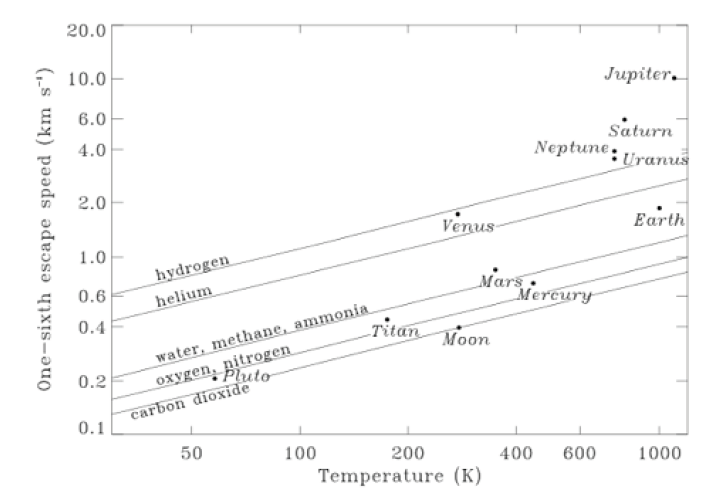 20.0
10.0
6.0
4.0
2.0
1.0
0.6
0.4
0.2
0.1
One-sixth escape speed (km s⁻¹)
Jupiter
Saturn
Neptune
Uranus
Earth
Venus
hydrogen
helium
Mars
Mercury
water, methane, ammonia
Titan
Moon
oxygen, nitrogen
Pluto
carbon dioxide
50 100 200 400 600 1000
Temperature (K)